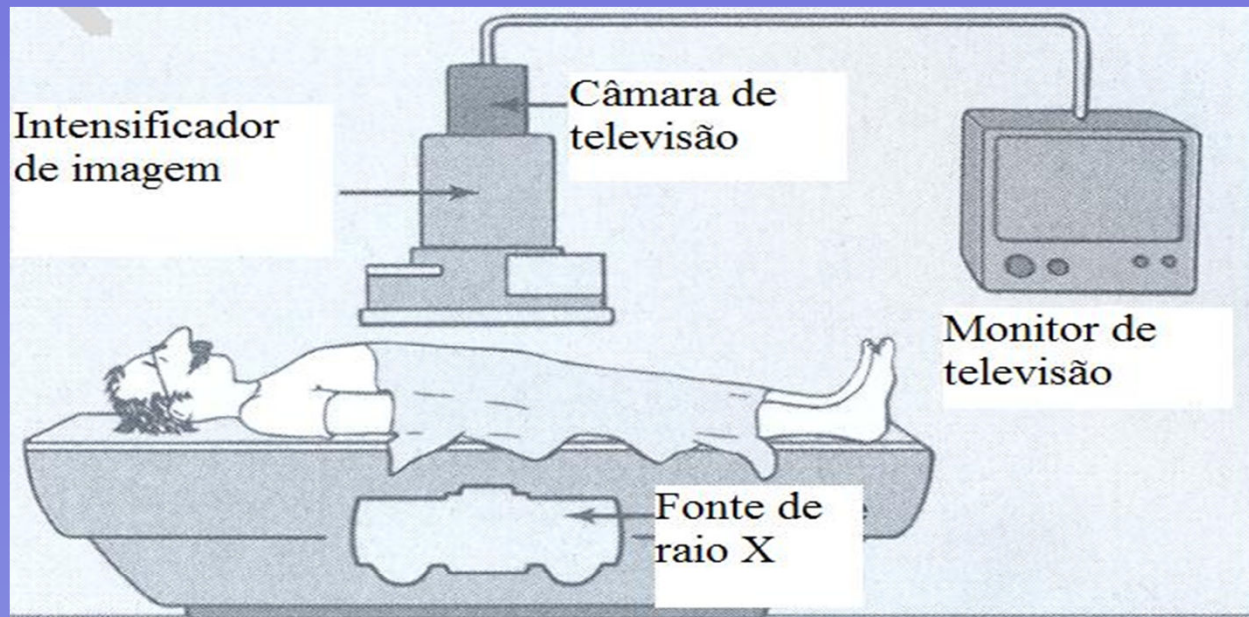 Câmara de
televisão
Intensificador
de imagem
Monitor de
televisão
Fonte de
raio X